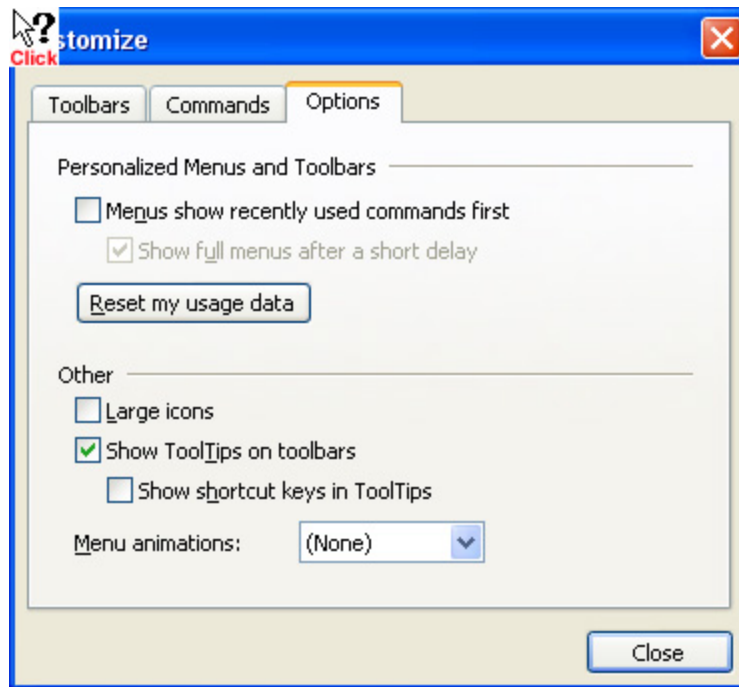 ?
Click
stomize
Toolbars Commands Options
Personalized Menus and Toolbars
Menus show recently used commands first
Show full menus after a short delay
Reset my usage data
Other
Large icons
Show ToolTips on toolbars
Show shortcut keys in ToolTips
Menu animations: (None)
Close